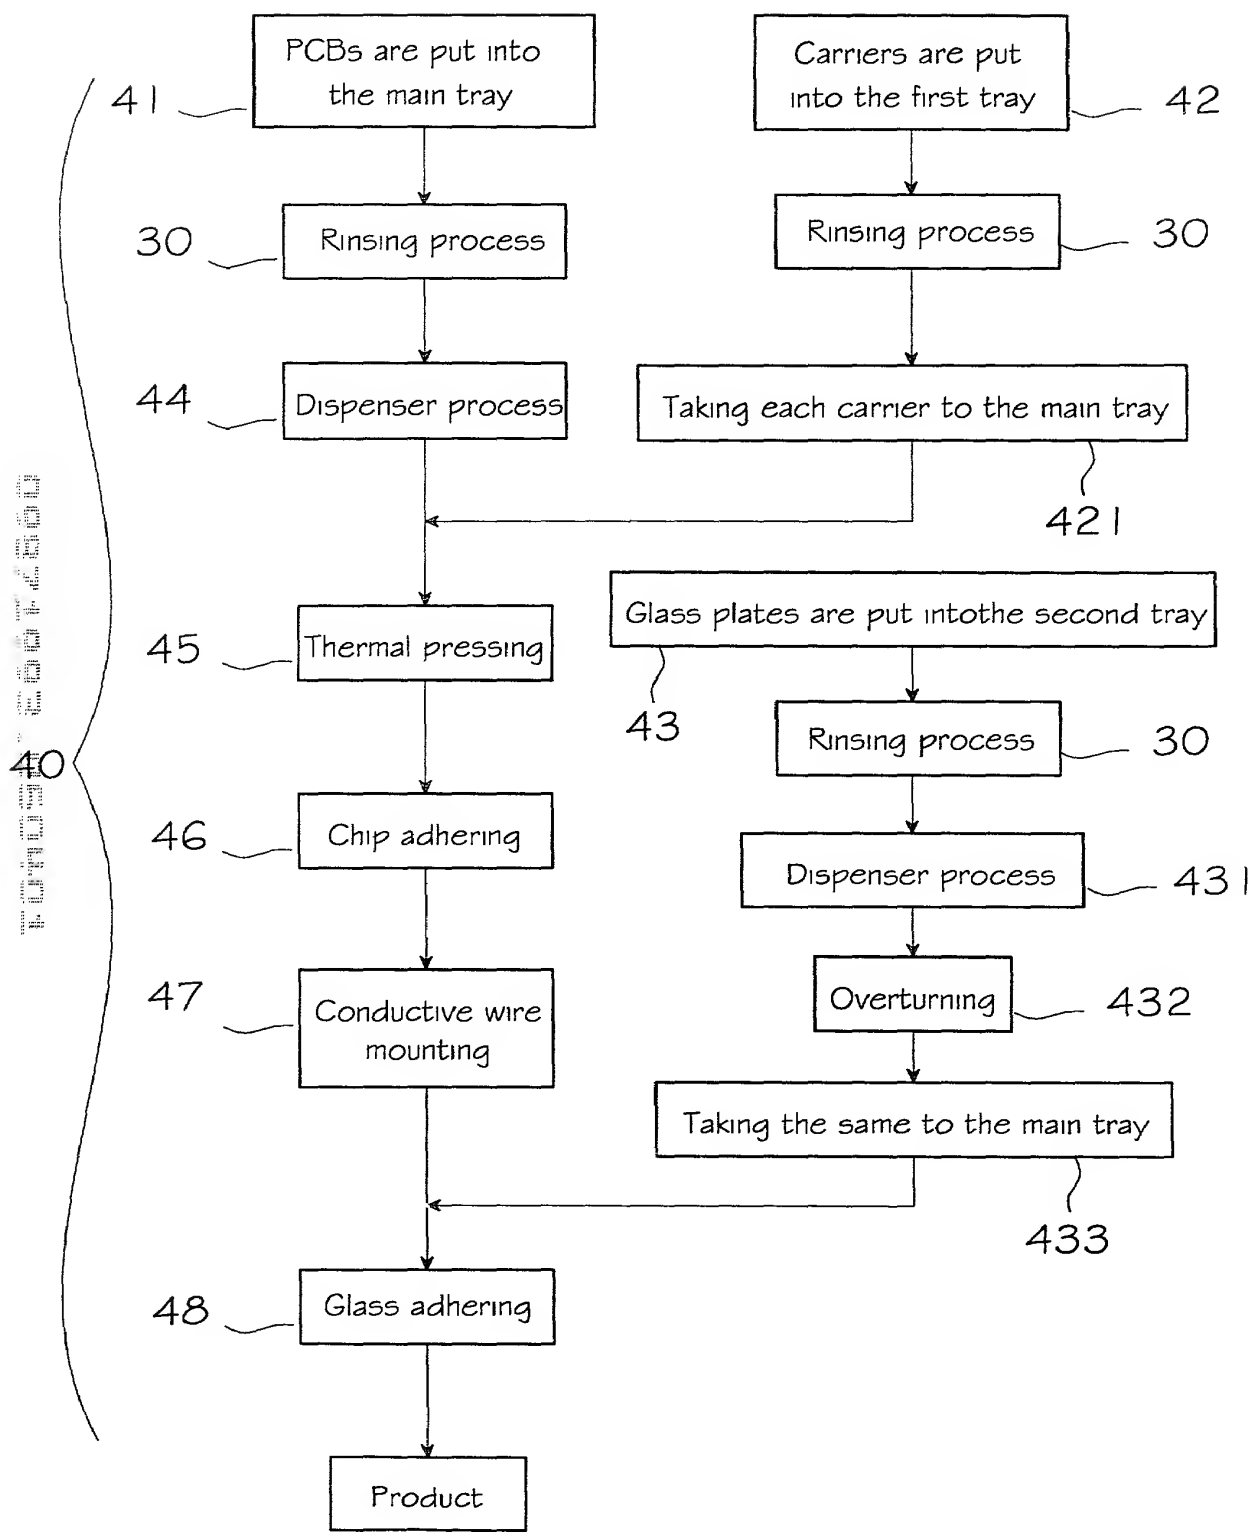 PCBs are put into
the main tray
41
Carriers are put
into the first tray
42
Rinsing process
30
Rinsing process
30
Dispenser process
44
Taking each carrier to the main tray
421
Glass plates are put intothe second tray
43
Thermal pressing
45
Rinsing process
30
40
Chip adhering
46
Dispenser process
431
Conductive wire
mounting
47
Overturning
432
Taking the same to the main tray
433
Glass adhering
48
Product